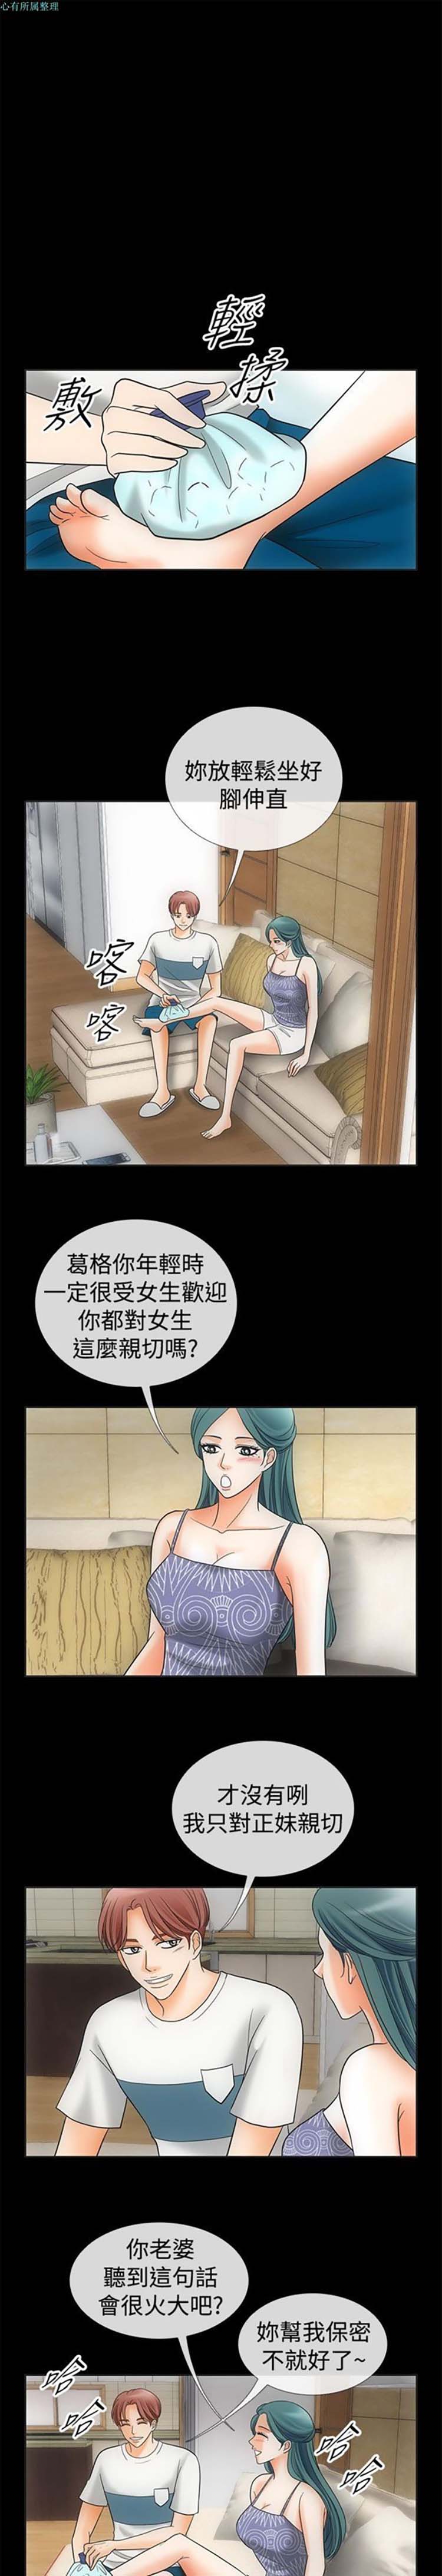 心有所属整理
輕
揉
敷
妳放輕鬆坐好
腳伸直
喀
喀
葛格你年輕時
一定很受女生歡迎
你都對女生
這麼親切嗎?
才沒有咧
我只對正妹親切
你老婆
聽到這句話
會很火大吧?
妳幫我保密
不就好了~
哈
哈
哈
哈